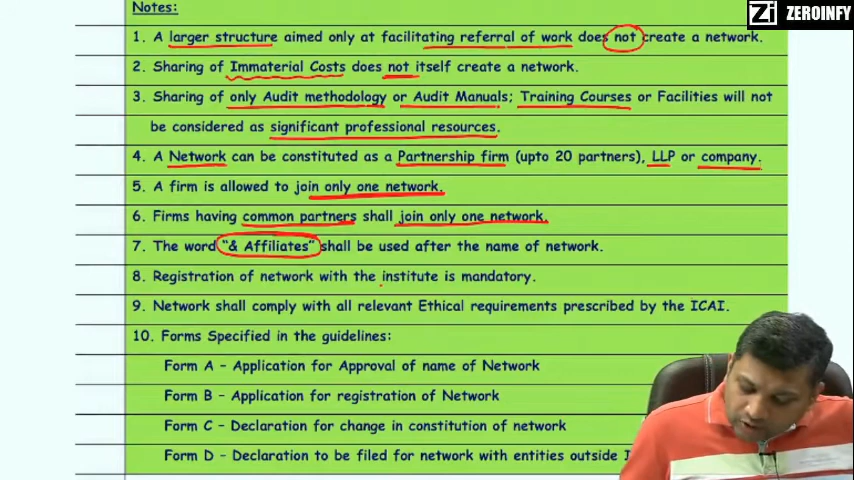 Zi ZEROINFY
Notes:
1. A larger structure aimed only at facilitating referral of work does not create a network.
2. Sharing of Immaterial Costs does not itself create a network.
3. Sharing of only Audit methodology or Audit Manuals; Training Courses or Facilities will not
be considered as significant professional resources.
4. A Network can be constituted as a Partnership firm (upto 20 partners), LLP or company.
5. A firm is allowed to join only one network.
6. Firms having common partners shall join only one network.
7. The word "& Affiliates" shall be used after the name of network.
8. Registration of network with the institute is mandatory.
9. Network shall comply with all relevant Ethical requirements prescribed by the ICAI.
10. Forms Specified in the guidelines:
Form A – Application for Approval of name of Network
Form B – Application for registration of Network
Form C – Declaration for change in constitution of network
Form D – Declaration to be filed for network with entities outside